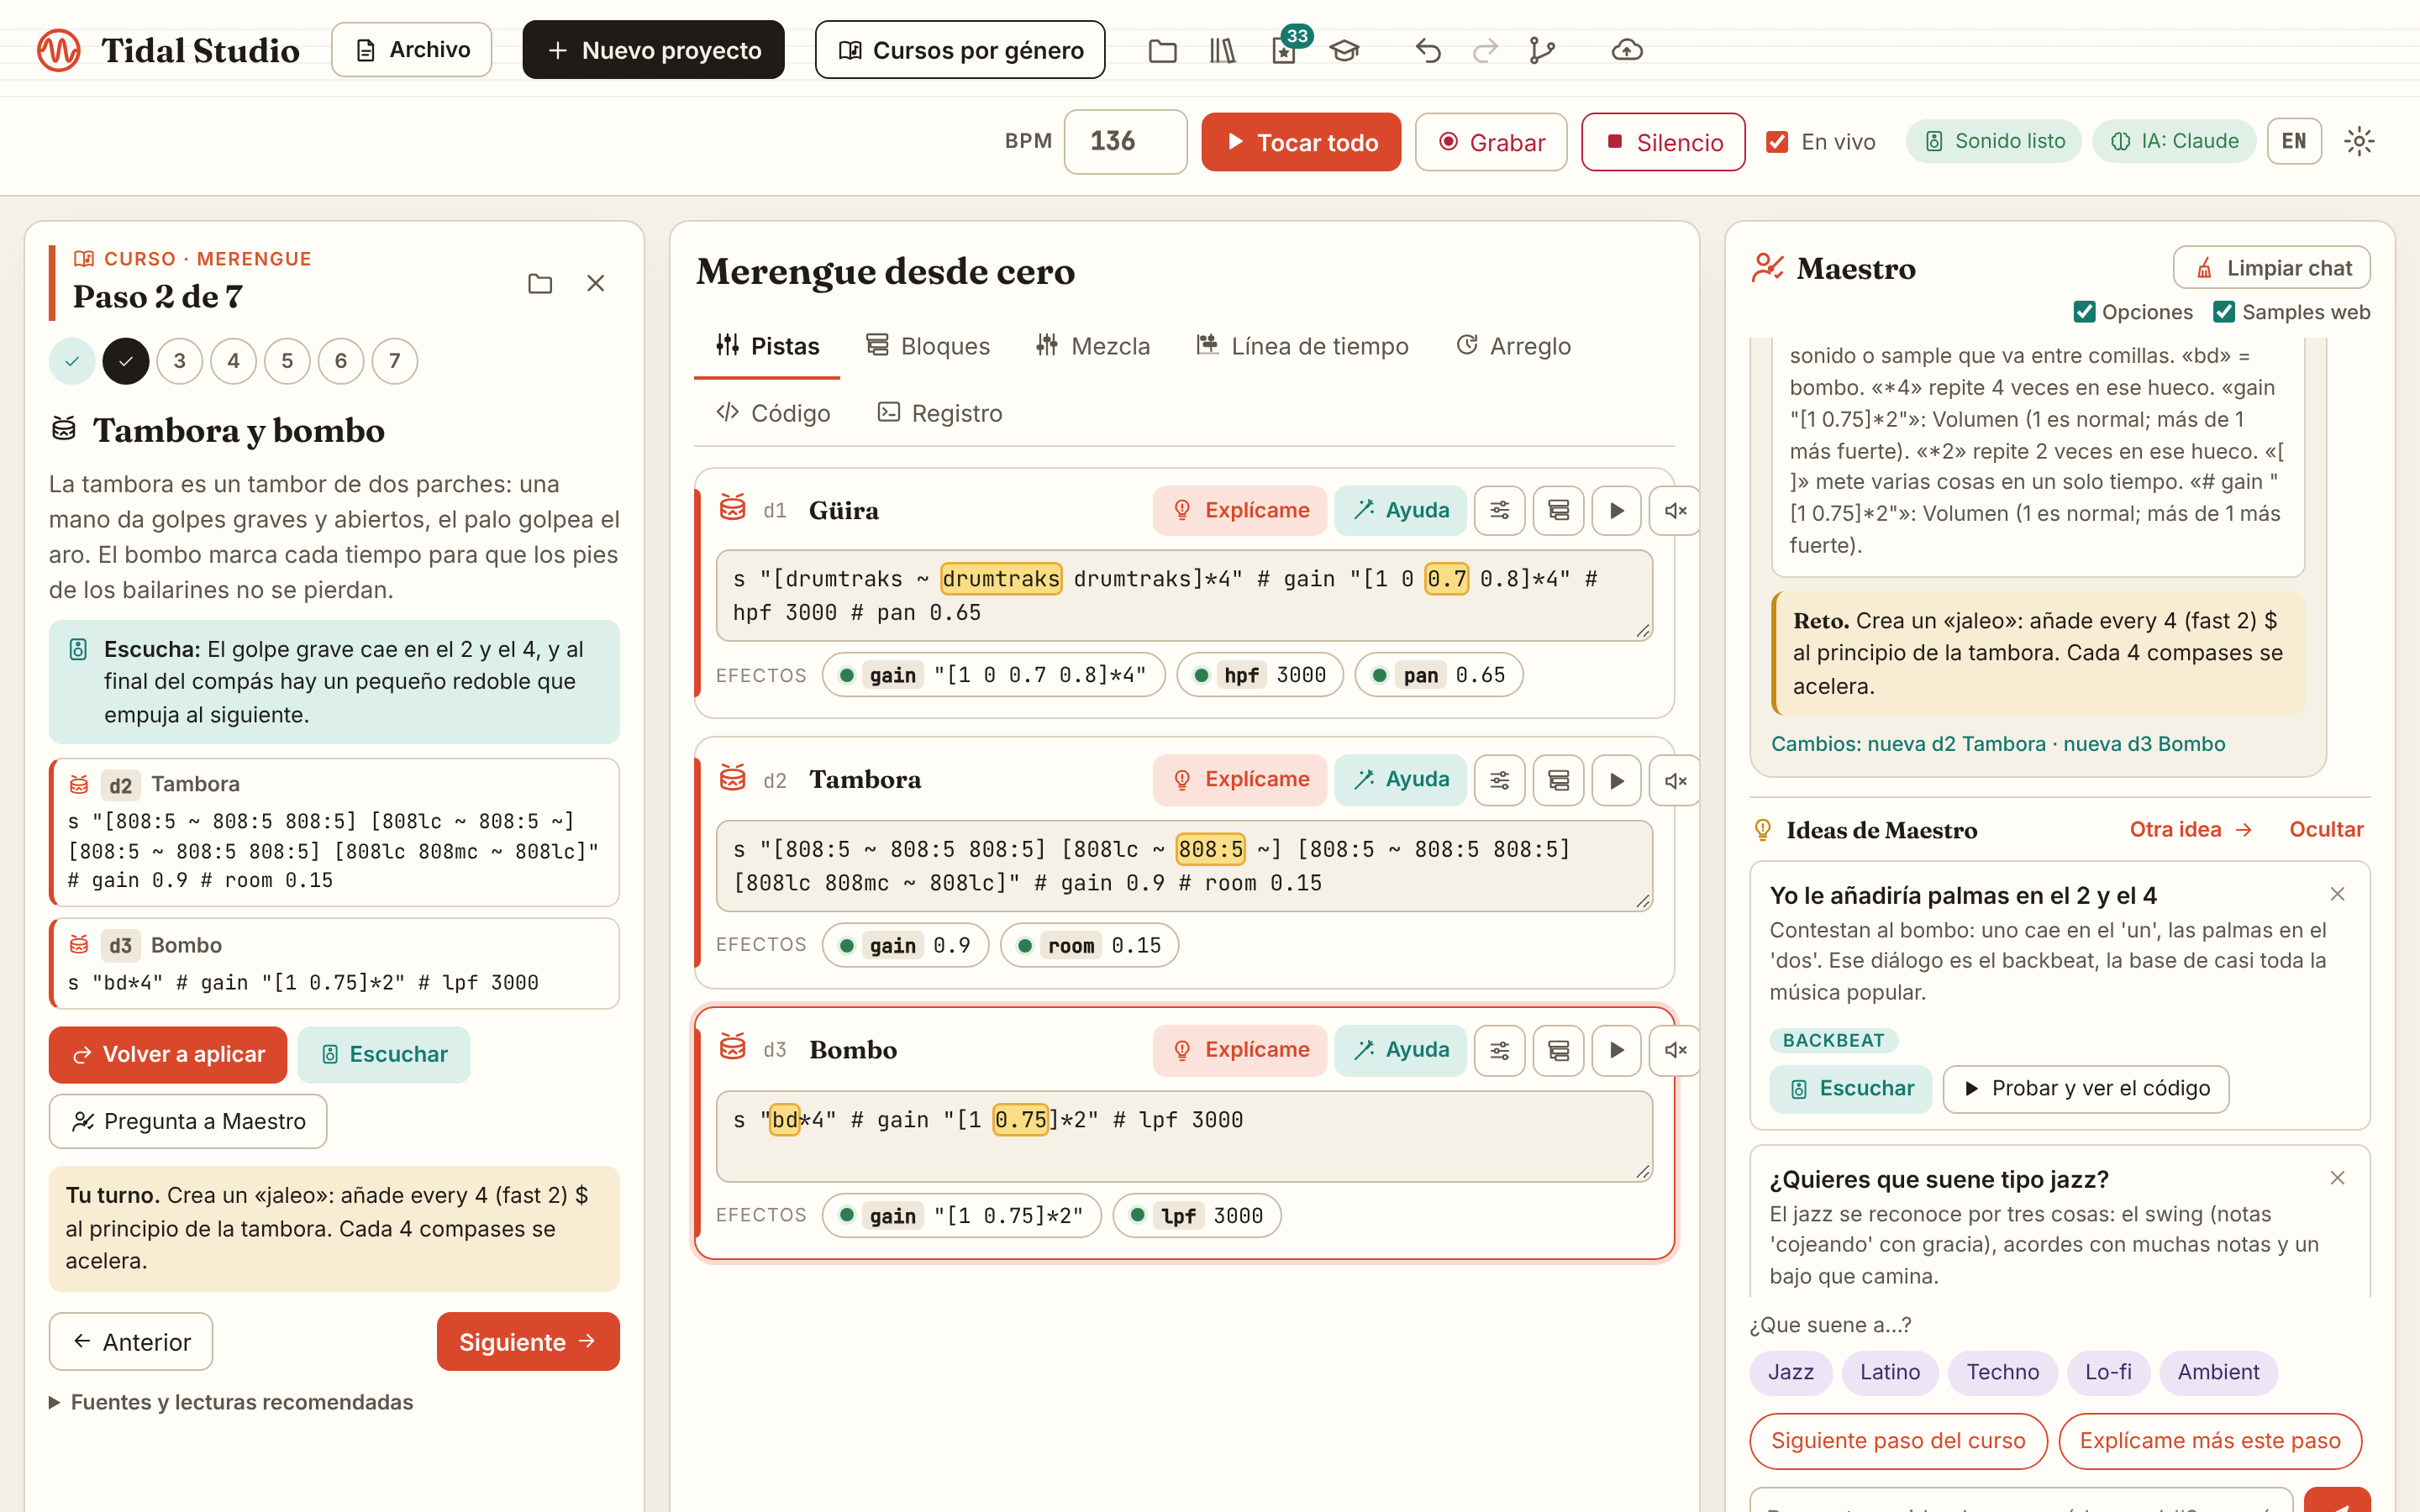 Tidal Studio
Archivo
+ Nuevo proyecto
Cursos por género
33
BPM
136
Tocar todo
Grabar
Silencio
En vivo
Sonido listo
IA: Claude
EN
CURSO · MERENGUE
Paso 2 de 7
3 4 5 6 7
Tambora y bombo
La tambora es un tambor de dos parches: una
mano da golpes graves y abiertos, el palo golpea el
aro. El bombo marca cada tiempo para que los pies
de los bailarines no se pierdan.
Escucha: El golpe grave cae en el 2 y el 4, y al
final del compás hay un pequeño redoble que
empuja al siguiente.
d2 Tambora
s "[808:5 ~ 808:5 808:5] [808lc ~ 808:5 ~]
[808:5 ~ 808:5 808:5] [808lc 808mc ~ 808lc]"
# gain 0.9 # room 0.15
d3 Bombo
s "bd*4" # gain "[1 0.75]*2" # lpf 3000
Volver a aplicar
Escuchar
Pregunta a Maestro
Tu turno. Crea un «jaleo»: añade every 4 (fast 2) $
al principio de la tambora. Cada 4 compases se
acelera.
← Anterior
Siguiente →
Fuentes y lecturas recomendadas
Merengue desde cero
Pistas
Bloques
Mezcla
Línea de tiempo
Arreglo
Código
Registro
d1 Güira
Explícame
Ayuda
s "[drumtraks ~ drumtraks drumtraks]*4" # gain "[1 0 0.7 0.8]*4" #
hpf 3000 # pan 0.65
EFECTOS gain "[1 0 0.7 0.8]*4" hpf 3000 pan 0.65
d2 Tambora
Explícame
Ayuda
s "[808:5 ~ 808:5 808:5] [808lc ~ 808:5 ~] [808:5 ~ 808:5 808:5]
[808lc 808mc ~ 808lc]" # gain 0.9 # room 0.15
EFECTOS gain 0.9 room 0.15
d3 Bombo
Explícame
Ayuda
s "bd*4" # gain "[1 0.75]*2" # lpf 3000
EFECTOS gain "[1 0.75]*2" lpf 3000
Maestro
Limpiar chat
Opciones
Samples web
sonido o sample que va entre comillas. «bd» =
bombo. «*4» repite 4 veces en ese hueco. «gain
"[1 0.75]*2"»: Volumen (1 es normal; más de 1
más fuerte). «*2» repite 2 veces en ese hueco. «[
]» mete varias cosas en un solo tiempo. «# gain "
[1 0.75]*2"»: Volumen (1 es normal; más de 1 más
fuerte).
Reto. Crea un «jaleo»: añade every 4 (fast 2) $
al principio de la tambora. Cada 4 compases se
acelera.
Cambios: nueva d2 Tambora · nueva d3 Bombo
Ideas de Maestro
Otra idea →
Ocultar
Yo le añadiría palmas en el 2 y el 4
Contestan al bombo: uno cae en el 'un', las palmas en el
'dos'. Ese diálogo es el backbeat, la base de casi toda la
música popular.
BACKBEAT
Escuchar
Probar y ver el código
¿Quieres que suene tipo jazz?
El jazz se reconoce por tres cosas: el swing (notas
'cojeando' con gracia), acordes con muchas notas y un
bajo que camina.
¿Que suene a...?
Jazz
Latino
Techno
Lo-fi
Ambient
Siguiente paso del curso
Explícame más este paso